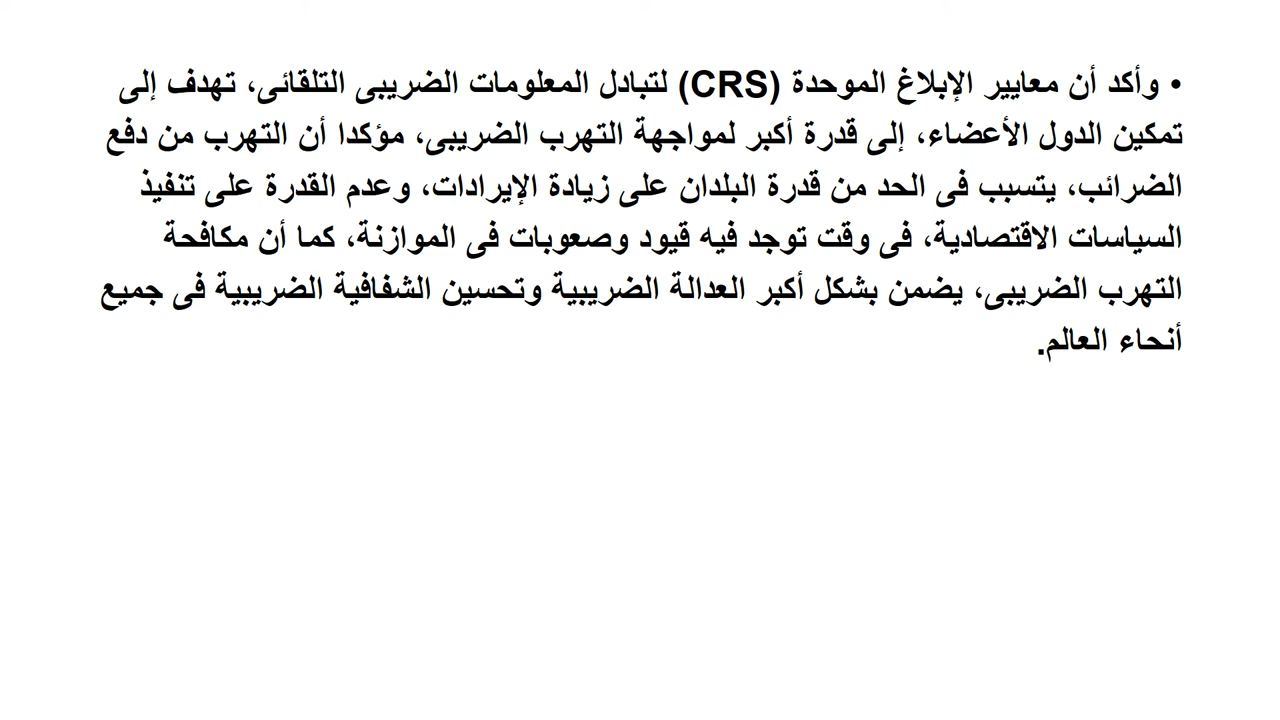 • وأكد أن معايير الإبلاغ الموحدة (CRS) لتبادل المعلومات الضريبى التلقائى، تهدف إلى
تمكين الدول الأعضاء، إلى قدرة أكبر لمواجهة التهرب الضريبى، مؤكدا أن التهرب من دفع
الضرائب، يتسبب فى الحد من قدرة البلدان على زيادة الإيرادات، وعدم القدرة على تنفيذ
السياسات الاقتصادية، فى وقت توجد فيه قيود وصعوبات فى الموازنة، كما أن مكافحة
التهرب الضريبى، يضمن بشكل أكبر العدالة الضريبية وتحسين الشفافية الضريبية فى جميع
أنحاء العالم.